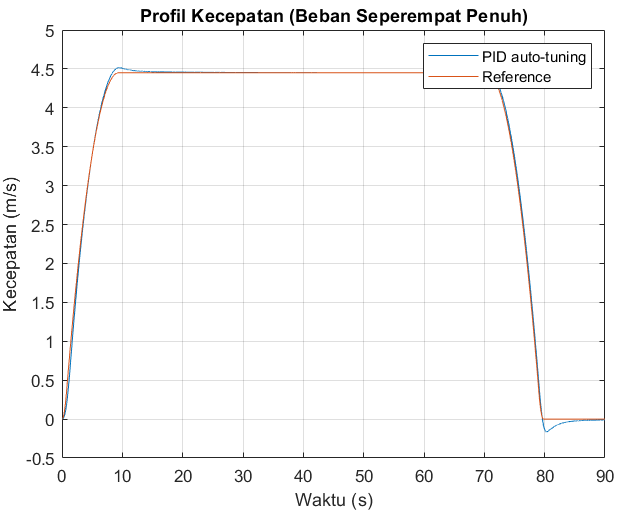 Profil Kecepatan (Beban Seperempat Penuh)
PID auto-tuning
Reference
Kecepatan (m/s)
5
4.5
4
3.5
3
2.5
2
1.5
1
0.5
0
-0.5
0 10 20 30 40 50 60 70 80 90
Waktu (s)